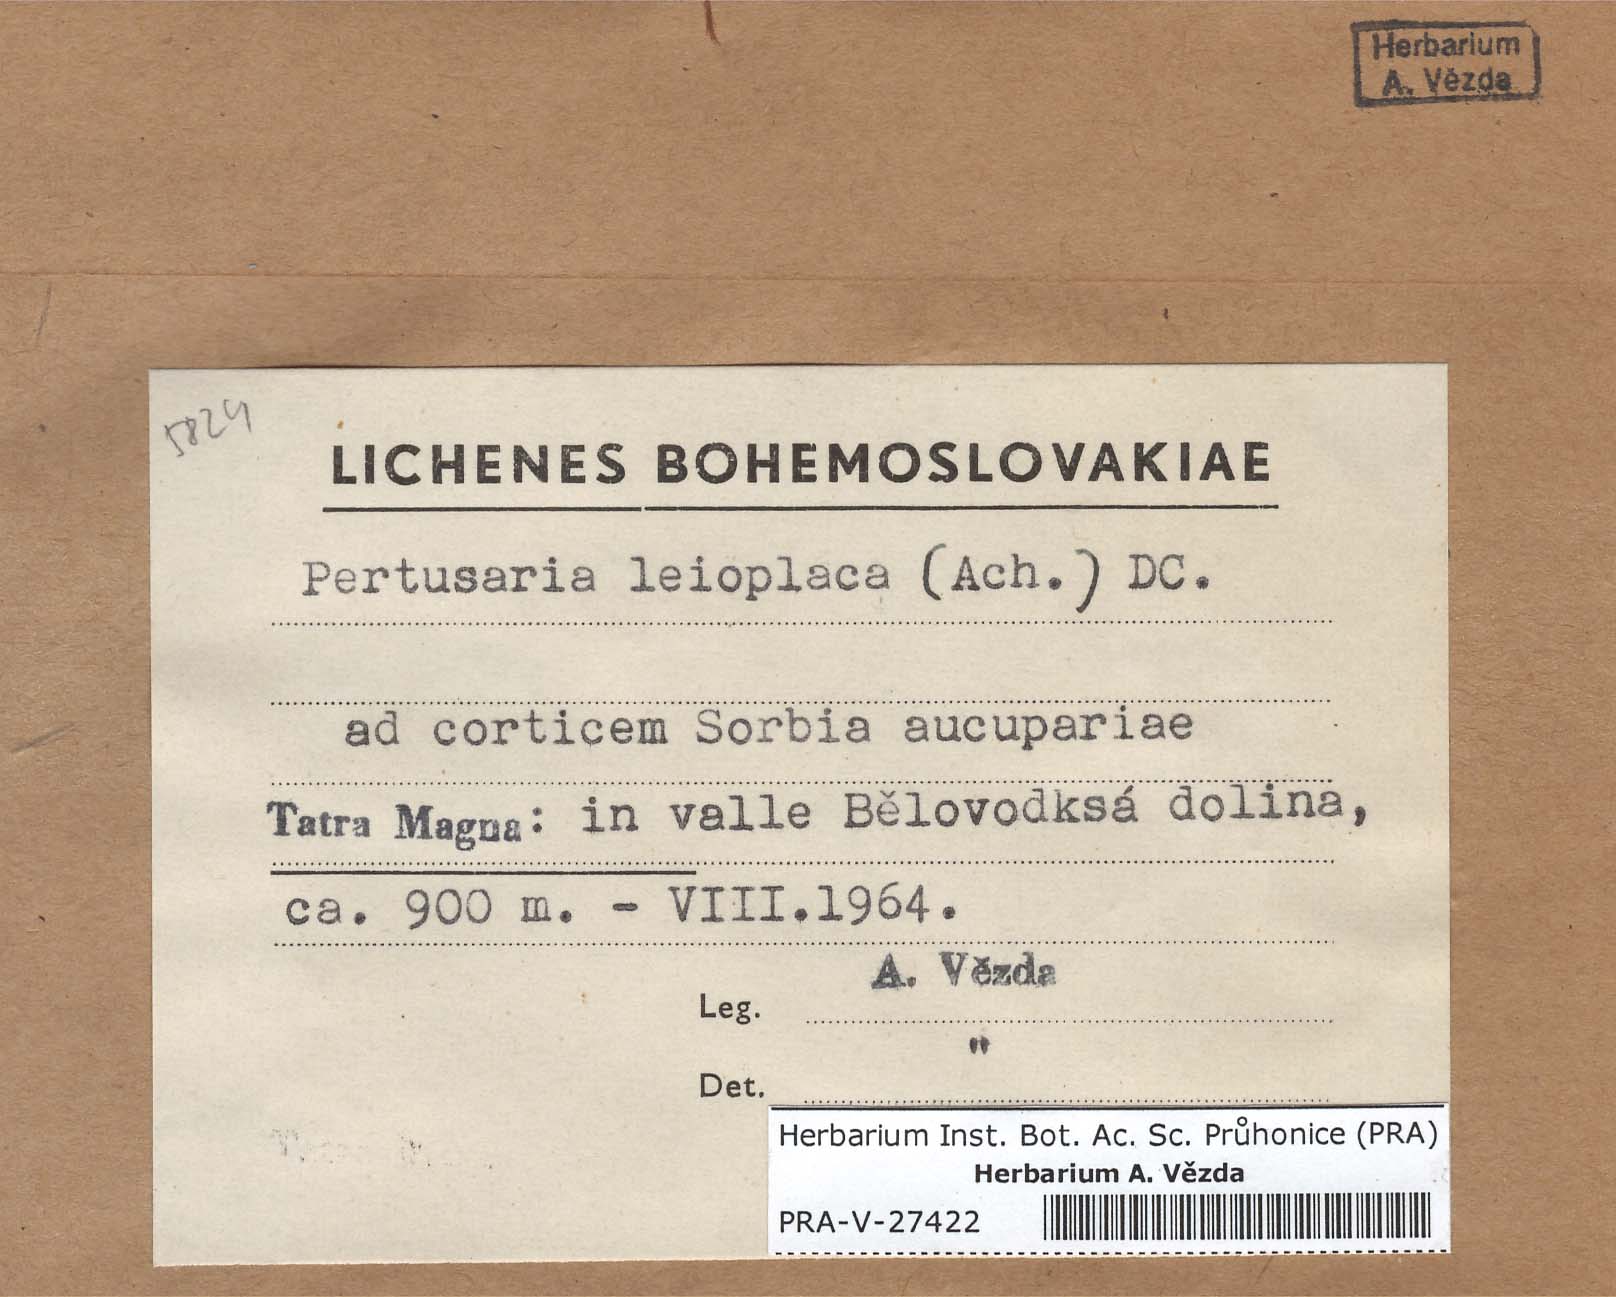 Herbarium
A. Vězda
5824
LICHENES BOHEMOSLOVAKIAE
Pertusaria leioplaca (Ach.) DC.
ad corticem Sorbia aucupariae
Tatra Magna: in valle Bělovodksá dolina,
ca. 900 m. - VIII.1964.
A. Vězda
Leg.
"
Det.
Herbarium Inst. Bot. Ac. Sc. Průhonice (PRA)
Herbarium A. Vězda
PRA-V-27422